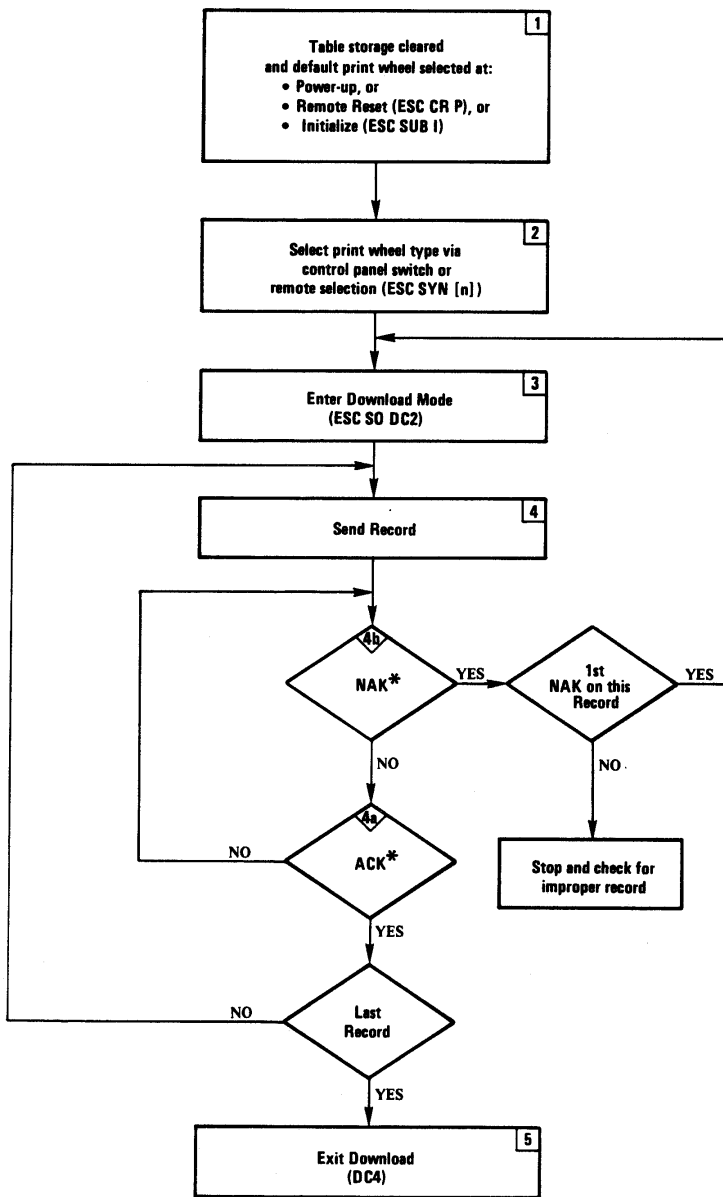 1
Table storage cleared
and default print wheel selected at:
• Power-up, or
• Remote Reset (ESC CR P), or
• Initialize (ESC SUB I)
2
Select print wheel type via
control panel switch or
remote selection (ESC SYN [n])
3
Enter Download Mode
(ESC SO DC2)
4
Send Record
4b
NAK*
YES
1st
NAK on this
Record
YES
NO
NO
4a
ACK*
NO
Stop and check for
improper record
YES
Last
Record
NO
YES
5
Exit Download
(DC4)